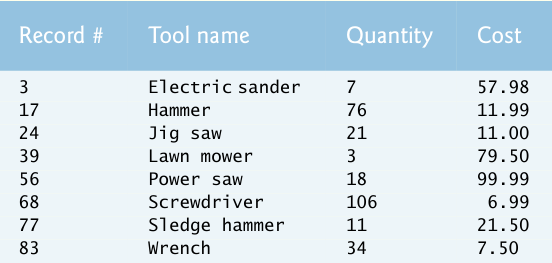 Record # Tool name Quantity Cost
3 Electric sander 7 57.98
17 Hammer 76 11.99
24 Jig saw 21 11.00
39 Lawn mower 3 79.50
56 Power saw 18 99.99
68 Screwdriver 106 6.99
77 Sledge hammer 11 21.50
83 Wrench 34 7.50